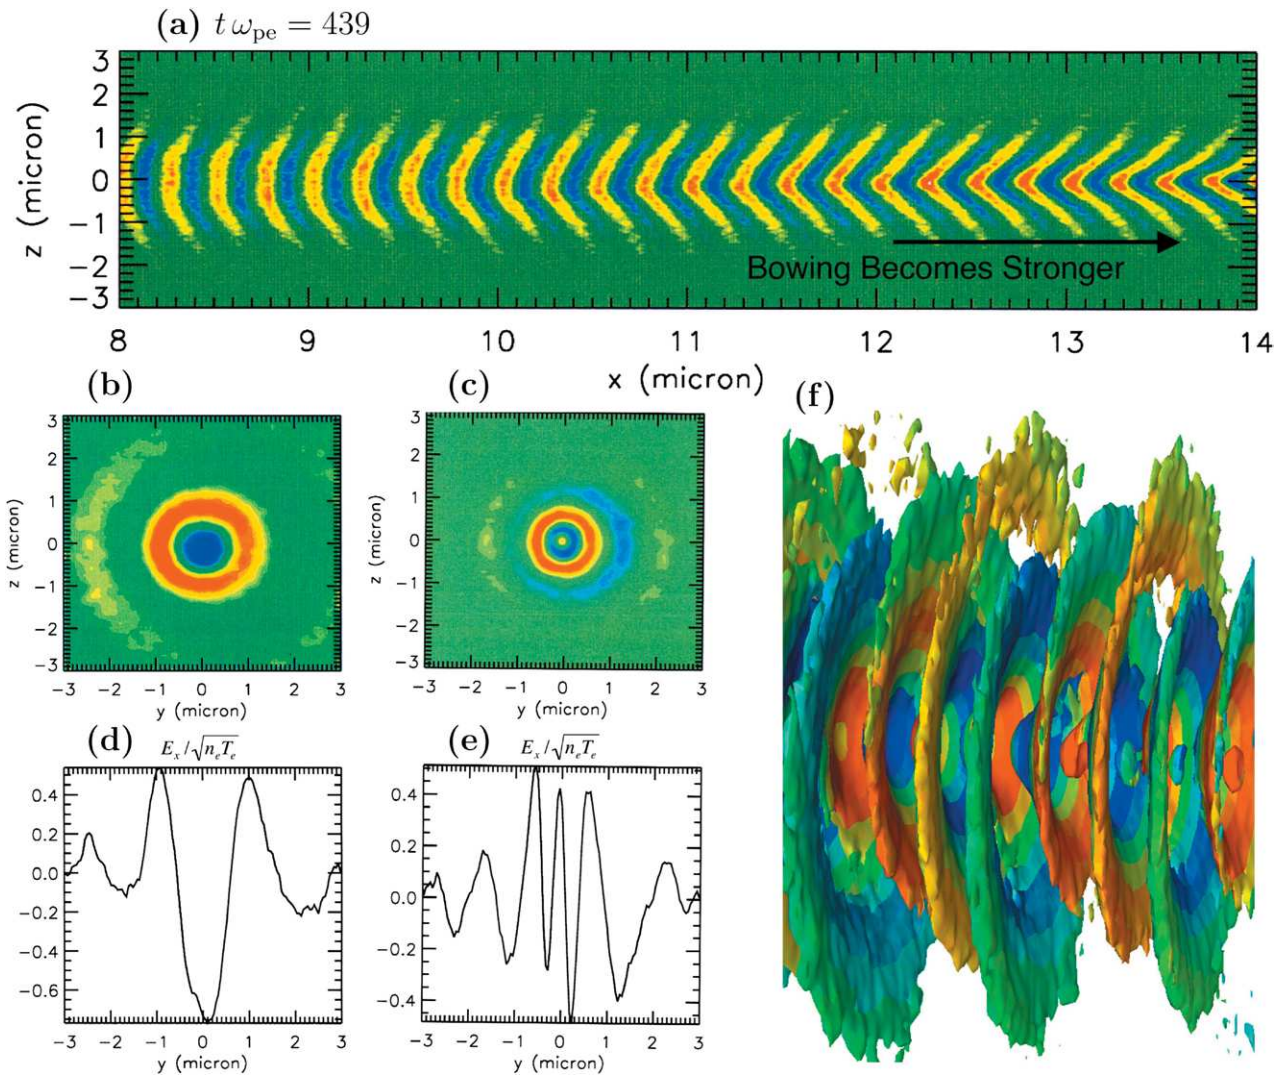 (a) t ω_pe = 439
z (micron)
3
2
1
0
−1
−2
−3
Bowing Becomes Stronger
8 9 10 11 12 13 14
x (micron)
(b) (c) (f)
z (micron)
3
2
1
0
−1
−2
−3
−3 −2 −1 0 1 2 3
y (micron)
z (micron)
3
2
1
0
−1
−2
−3
−3 −2 −1 0 1 2 3
y (micron)
(d) E_x/√n_eT_e
0.4
0.2
0.0
−0.2
−0.4
−0.6
−3 −2 −1 0 1 2 3
y (micron)
(e) E_x/√n_eT_e
0.4
0.2
0.0
−0.2
−0.4
−3 −2 −1 0 1 2 3
y (micron)